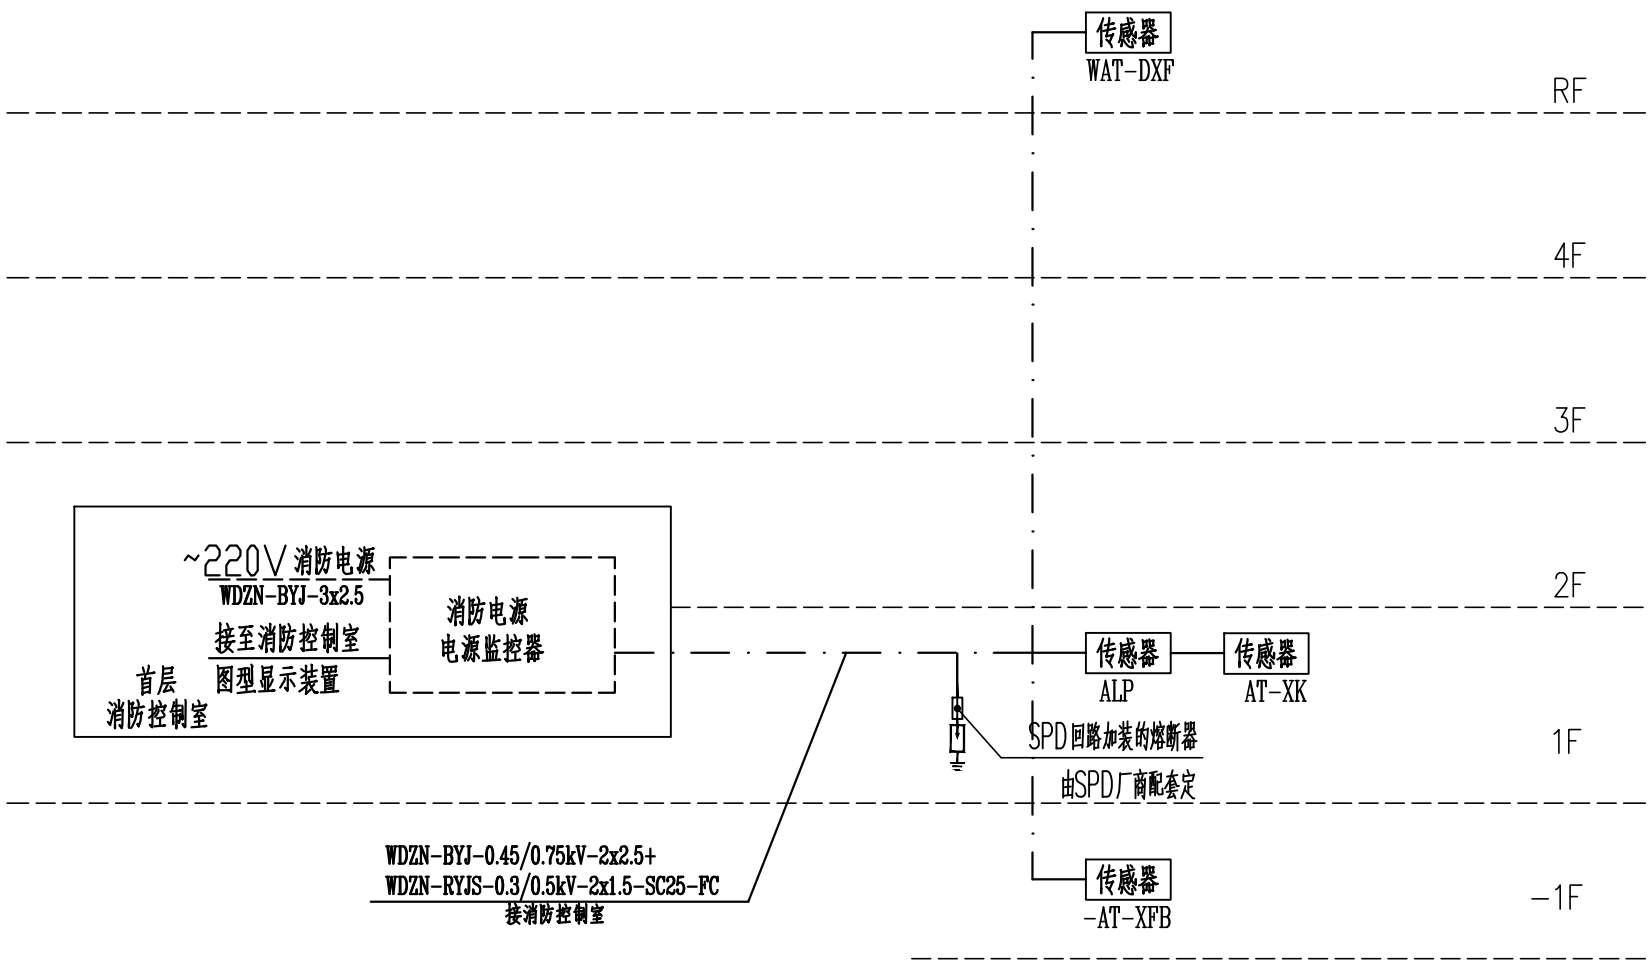 传感器
WAT-DXF
RF
4F
3F
~220V 消防电源
WDZN-BYJ-3x2.5
接至消防控制室
图型显示装置
首层
消防控制室
消防电源
电源监控器
2F
传感器
ALP
传感器
AT-XK
SPD回路加装的熔断器
由SPD厂商配套定
1F
WDZN-BYJ-0.45/0.75kV-2x2.5+
WDZN-RYJS-0.3/0.5kV-2x1.5-SC25-FC
接消防控制室
传感器
-AT-XFB
-1F